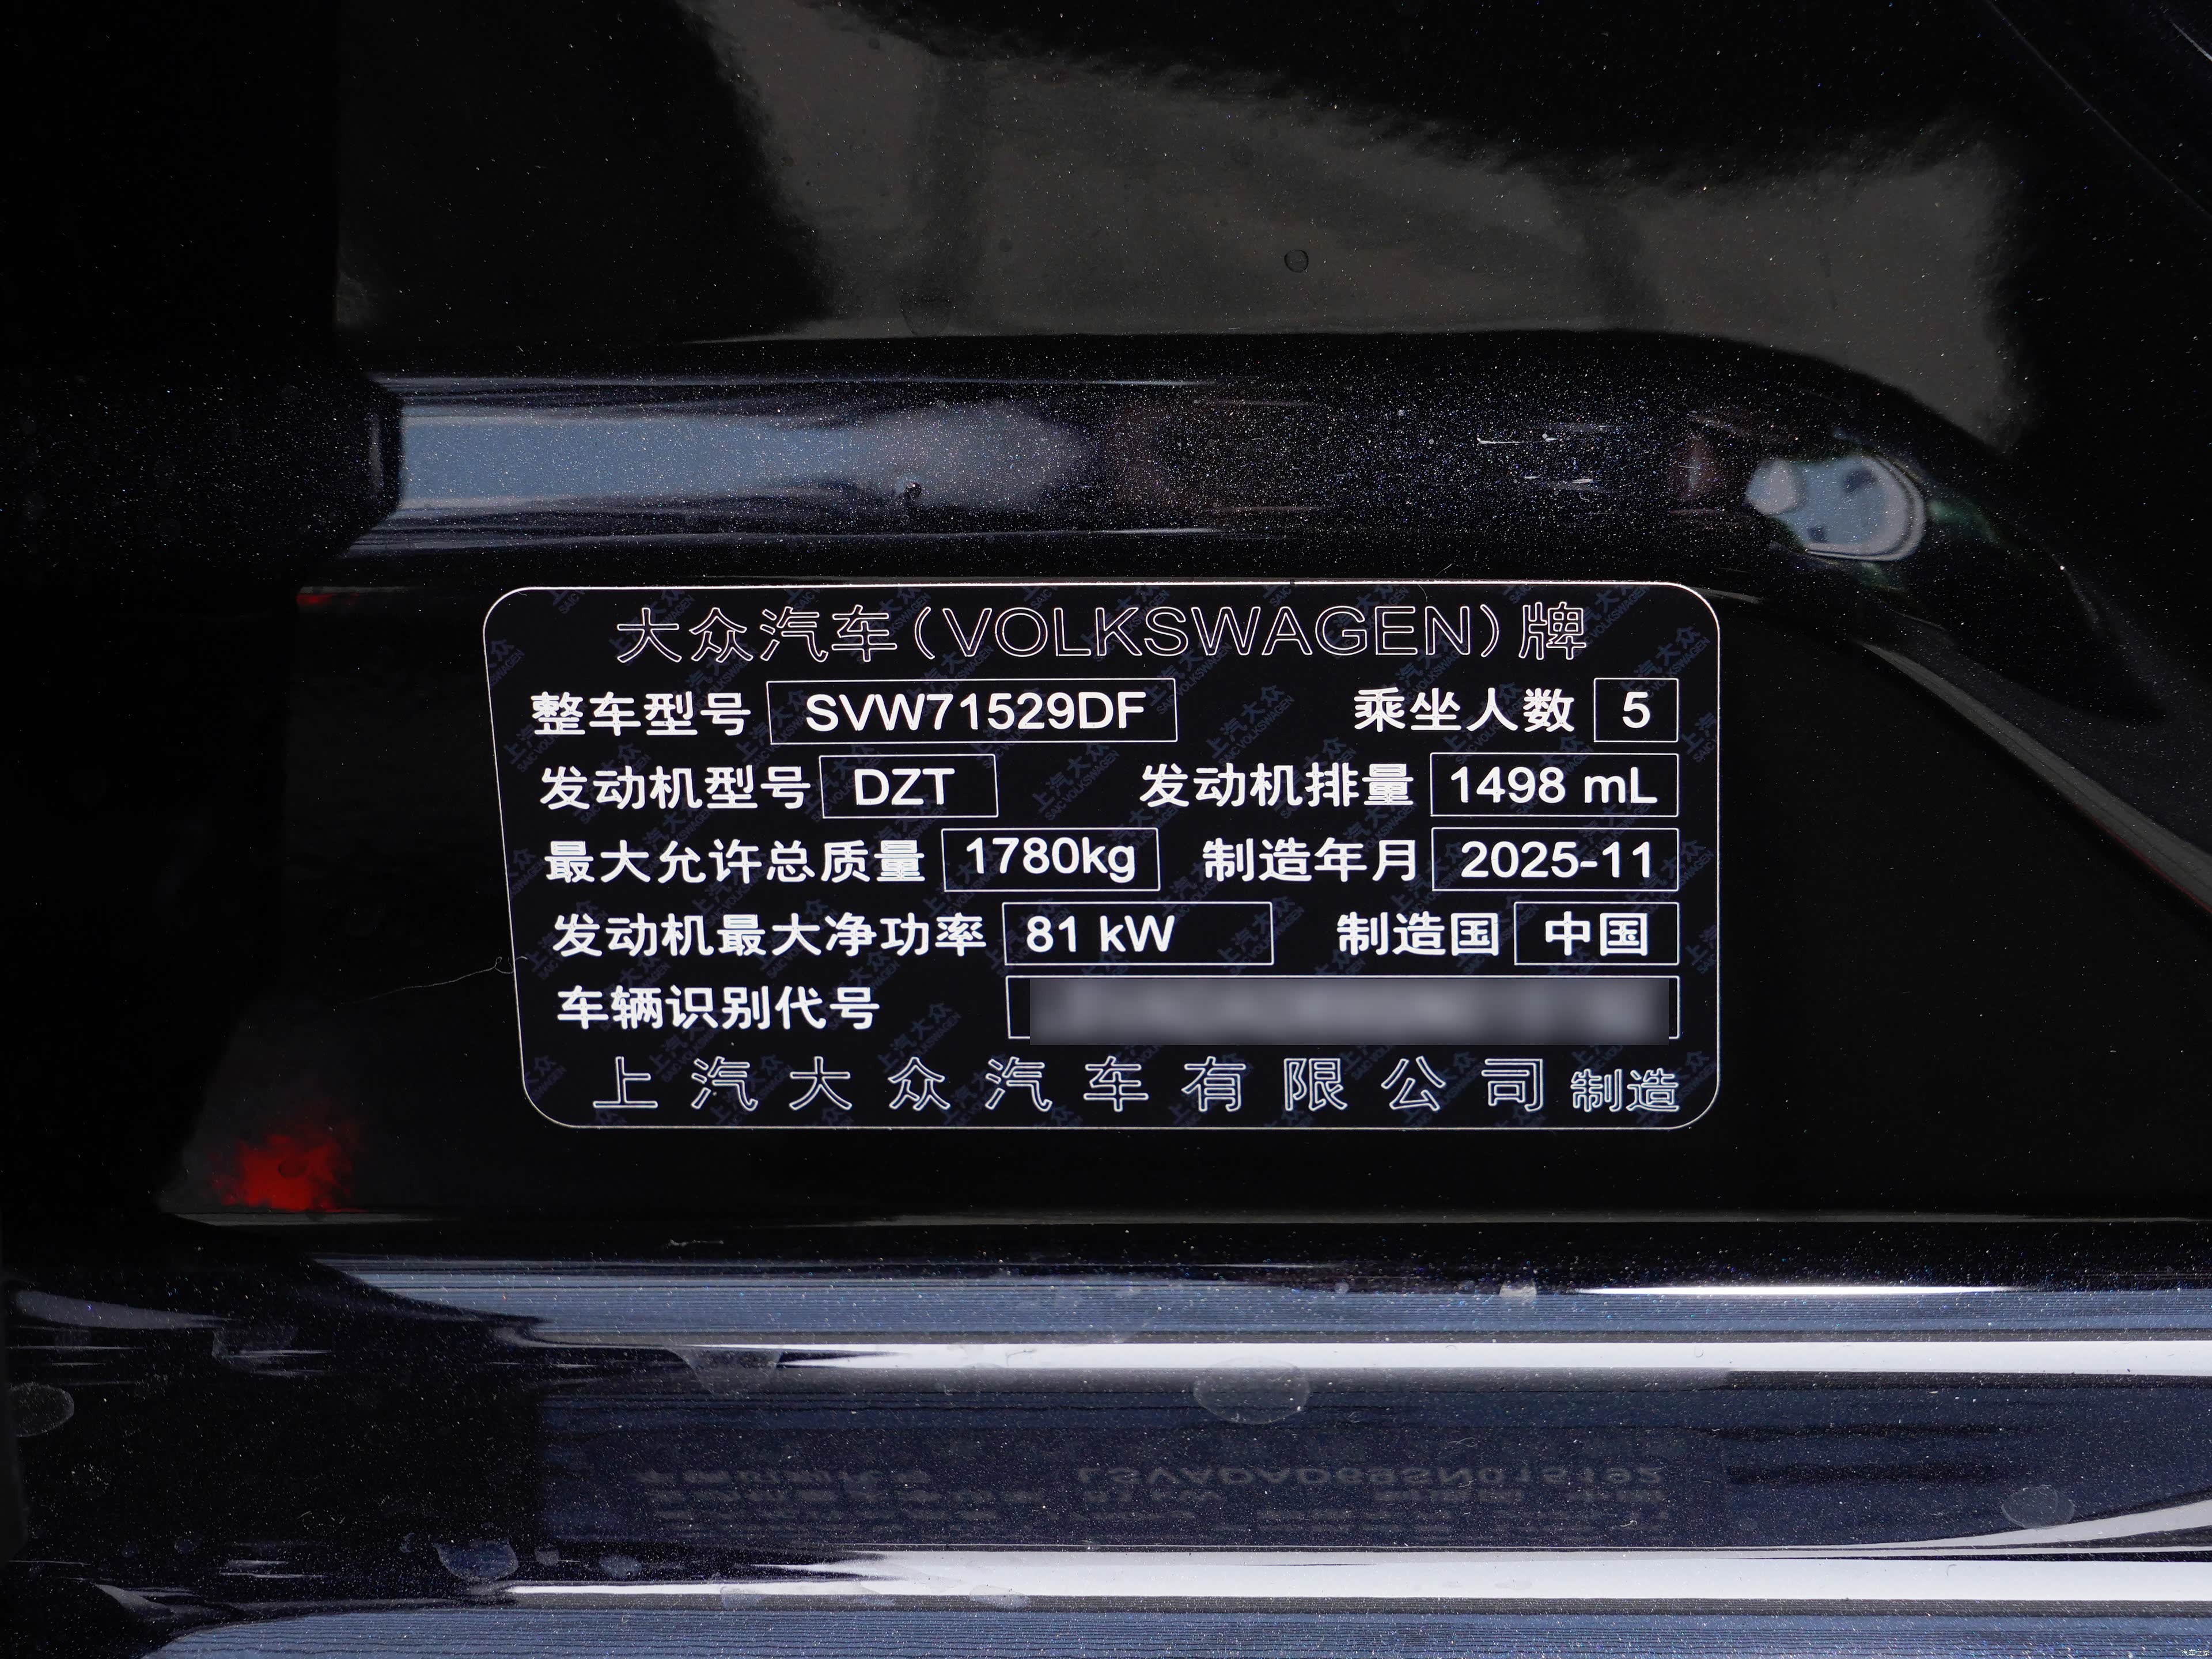 大众汽车(VOLKSWAGEN)牌
整车型号 SVW71529DF 乘坐人数 5
发动机型号 DZT 发动机排量 1498 mL
最大允许总质量 1780kg 制造年月 2025-11
发动机最大净功率 81 kW 制造国 中国
车辆识别代号
上汽大众汽车有限公司 制造